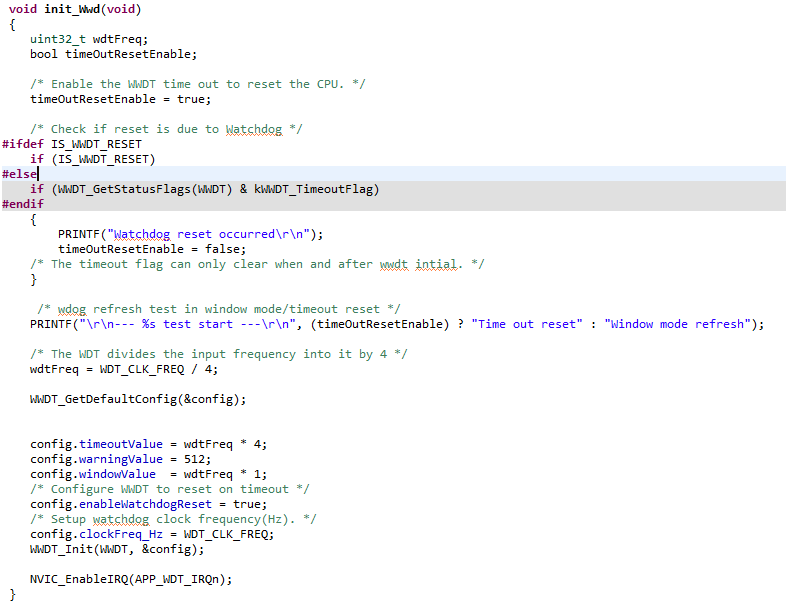 void init_Wwd(void)
{
    uint32_t wdtFreq;
    bool timeOutResetEnable;
    /* Enable the WWDT time out to reset the CPU. */
    timeOutResetEnable = true;
    /* Check if reset is due to Watchdog */
#ifdef IS_WWDT_RESET
    if (IS_WWDT_RESET)
#else
    if (WWDT_GetStatusFlags(WWDT) & kWWDT_TimeoutFlag)
#endif
    {
        PRINTF("Watchdog reset occurred\r\n");
        timeOutResetEnable = false;
    /* The timeout flag can only clear when and after wwdt intial. */
    }
     /* wdog refresh test in window mode/timeout reset */
    PRINTF("\r\n--- %s test start ---\r\n", (timeOutResetEnable) ? "Time out reset" : "Window mode refresh");
    /* The WDT divides the input frequency into it by 4 */
    wdtFreq = WDT_CLK_FREQ / 4;
    WWDT_GetDefaultConfig(&config);
    config.timeoutValue = wdtFreq * 4;
    config.warningValue = 512;
    config.windowValue  = wdtFreq * 1;
    /* Configure WWDT to reset on timeout */
    config.enableWatchdogReset = true;
    /* Setup watchdog clock frequency(Hz). */
    config.clockFreq_Hz = WDT_CLK_FREQ;
    WWDT_Init(WWDT, &config);
    NVIC_EnableIRQ(APP_WDT_IRQn);
}